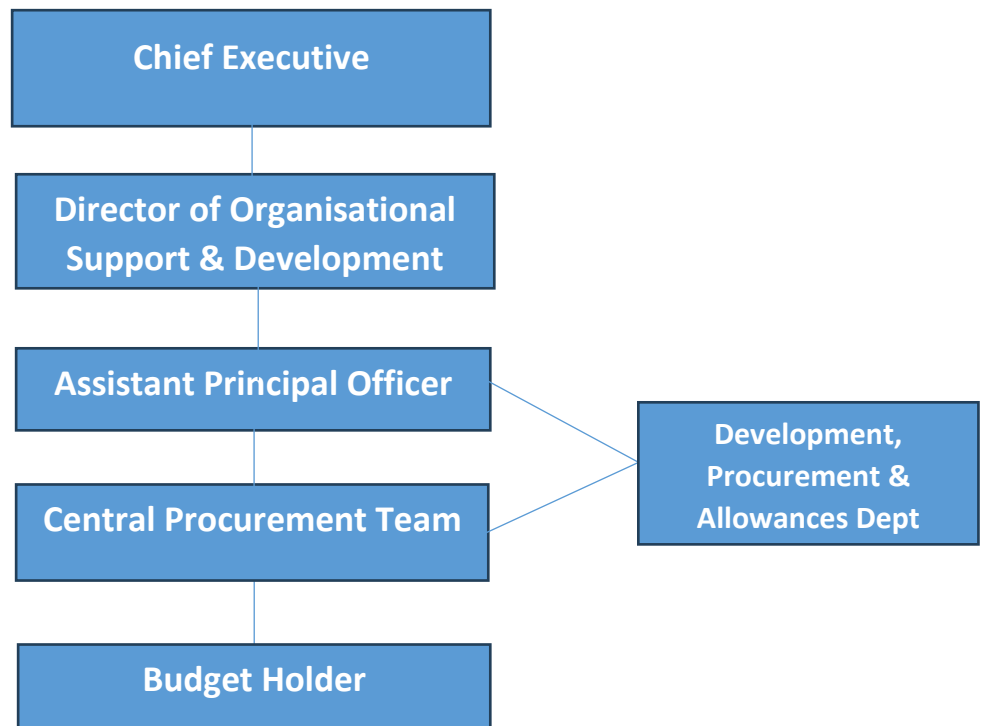 Chief Executive
Director of Organisational
Support & Development
Assistant Principal Officer
Development,
Procurement &
Allowances Dept
Central Procurement Team
Budget Holder